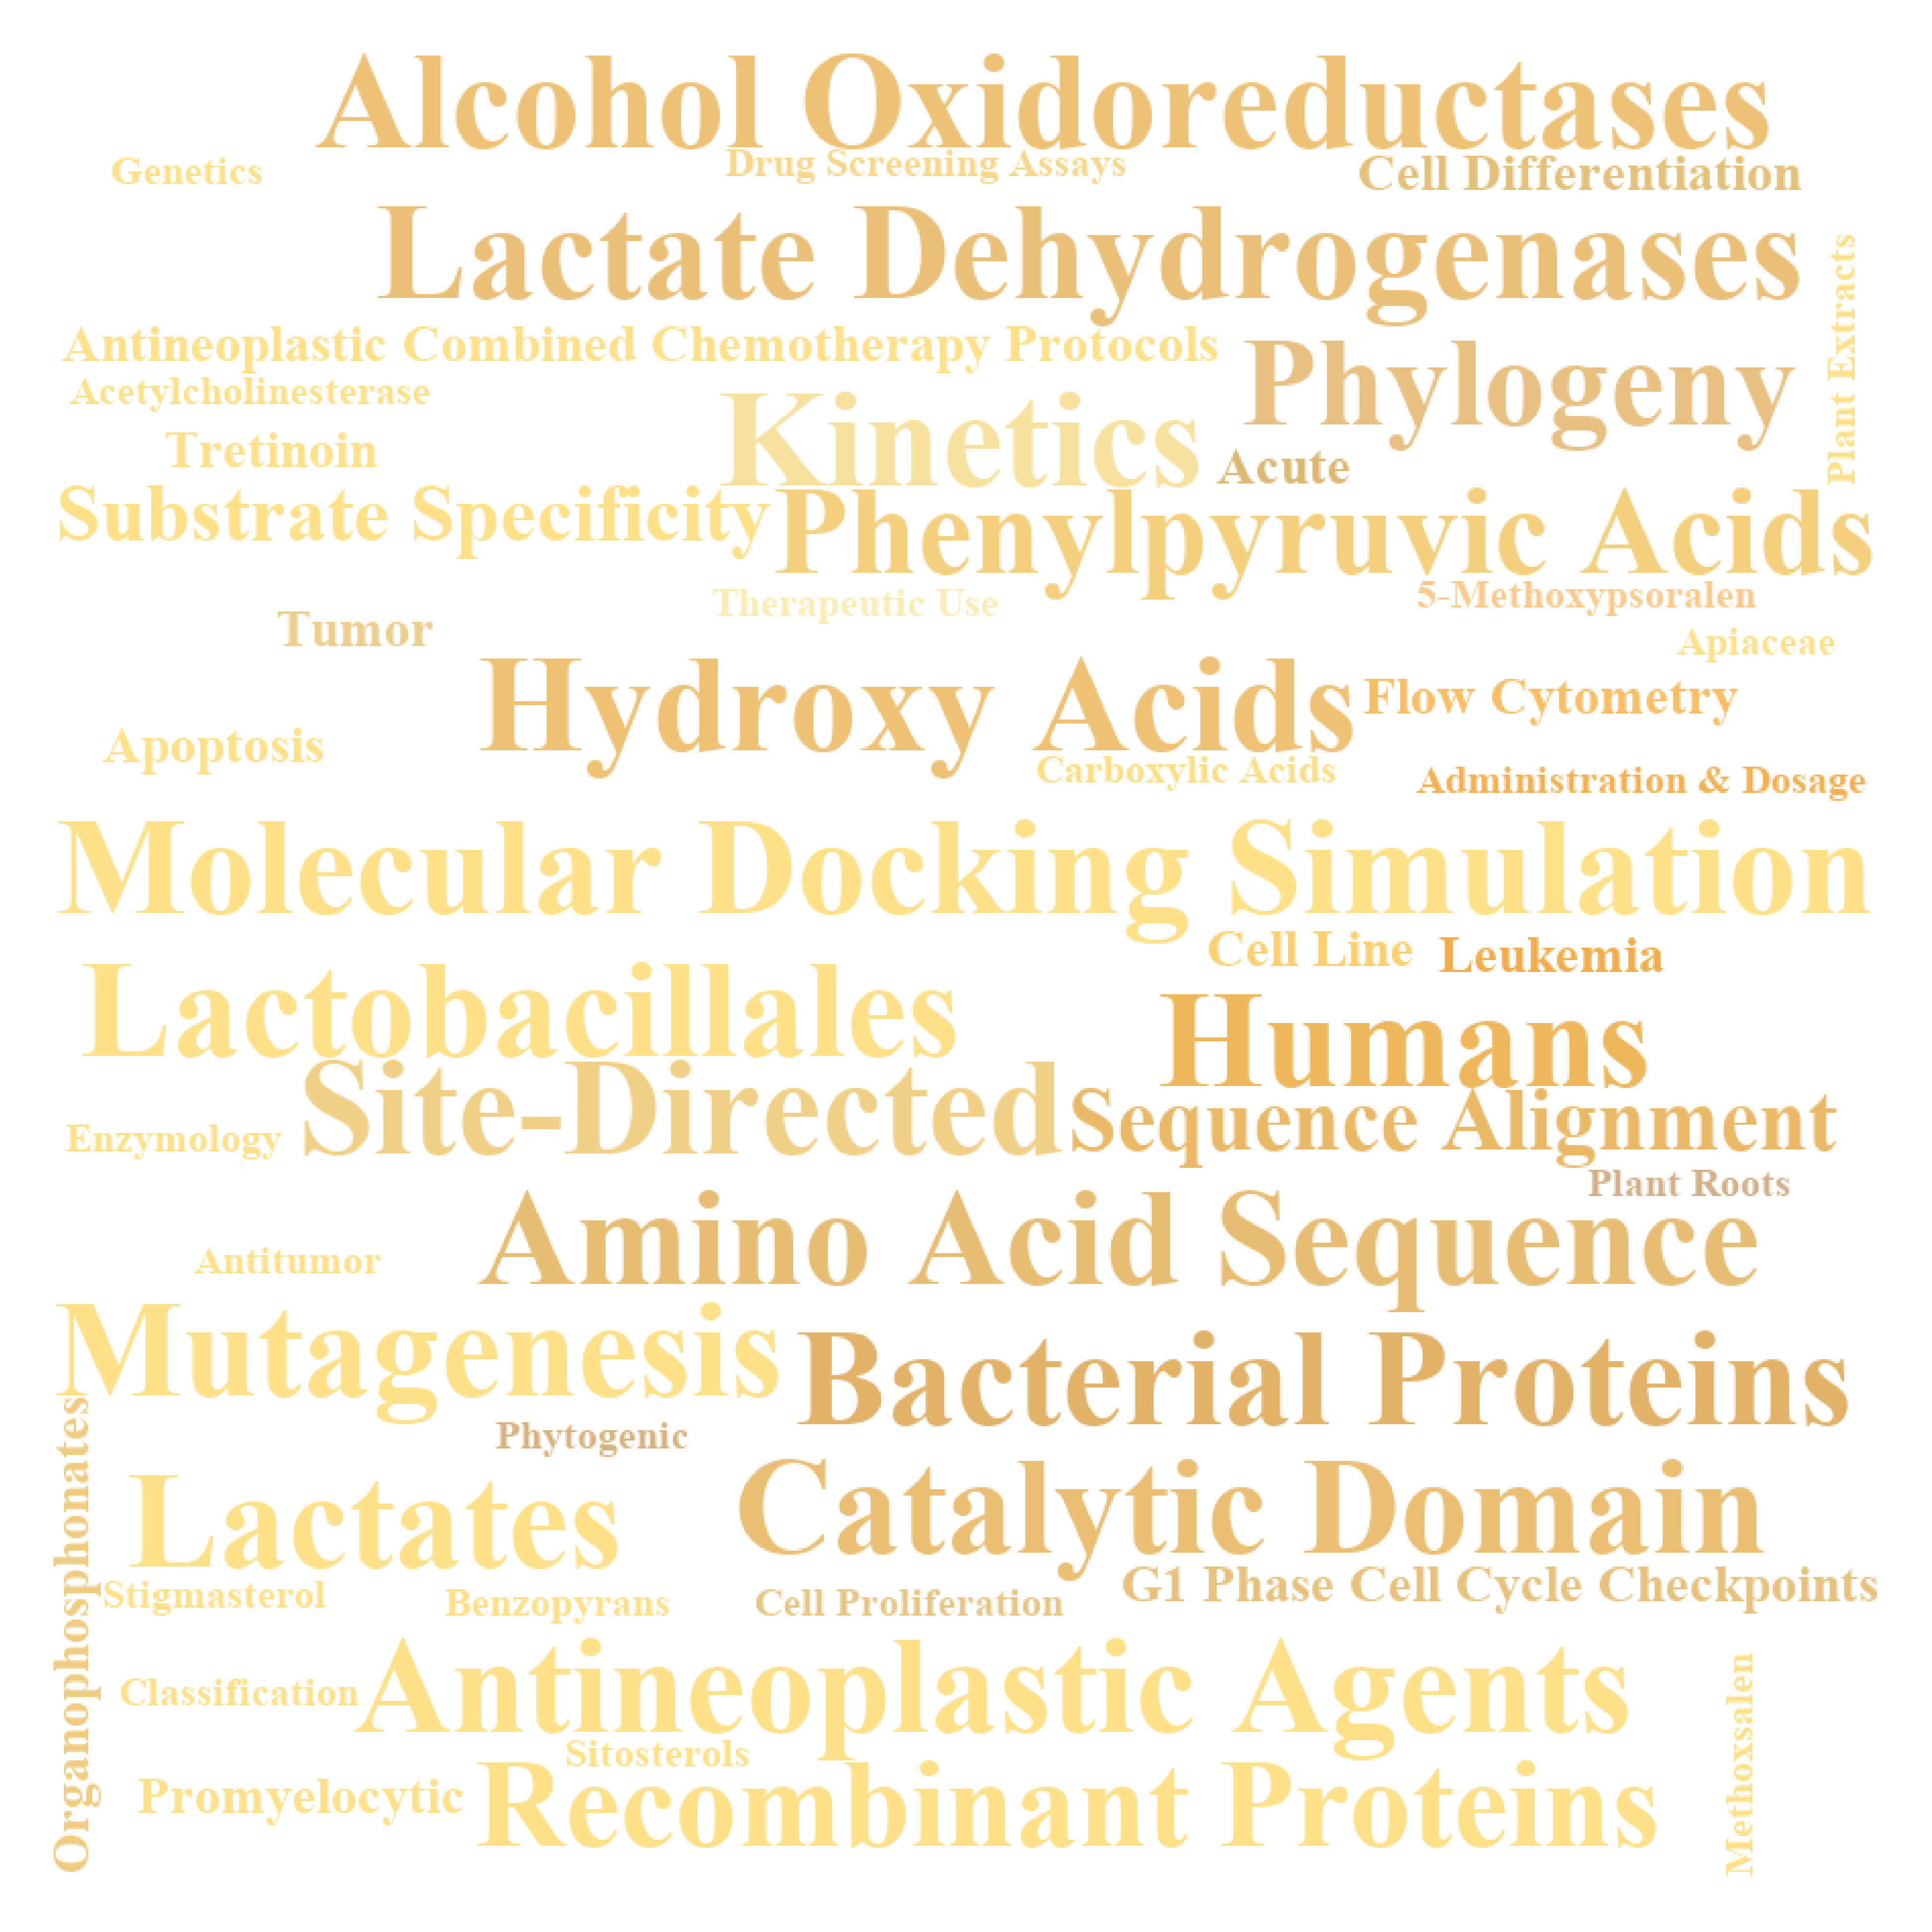 Alcohol Oxidoreductases
Genetics
Drug Screening Assays
Cell Differentiation
Lactate Dehydrogenases
Plant Extracts
Antineoplastic Combined Chemotherapy Protocols
Phylogeny
Acetylcholinesterase
Kinetics
Tretinoin
Acute
Substrate Specificity
Phenylpyruvic Acids
Therapeutic Use
5-Methoxypsoralen
Tumor
Apiaceae
Hydroxy Acids
Flow Cytometry
Apoptosis
Carboxylic Acids
Administration & Dosage
Molecular Docking Simulation
Cell Line
Leukemia
Lactobacillales
Humans
Site-Directed
Sequence Alignment
Enzymology
Plant Roots
Amino Acid Sequence
Antitumor
Mutagenesis
Bacterial Proteins
Phytogenic
Organophosphonates
Lactates
Catalytic Domain
Stigmasterol
Benzopyrans
Cell Proliferation
G1 Phase Cell Cycle Checkpoints
Classification
Antineoplastic Agents
Methoxsalen
Sitosterols
Promyelocytic
Recombinant Proteins